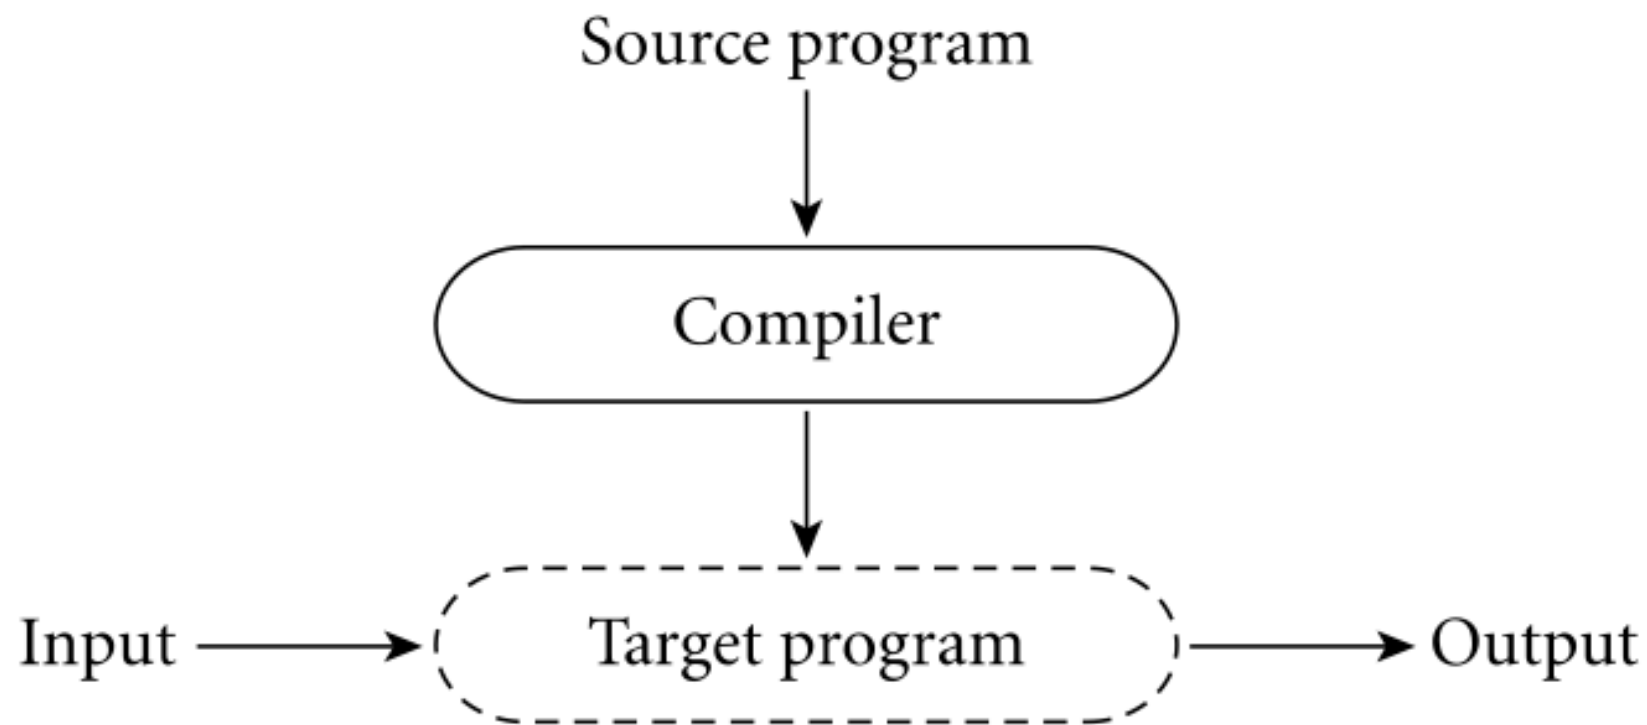 Source program
Compiler
Input
Target program
Output